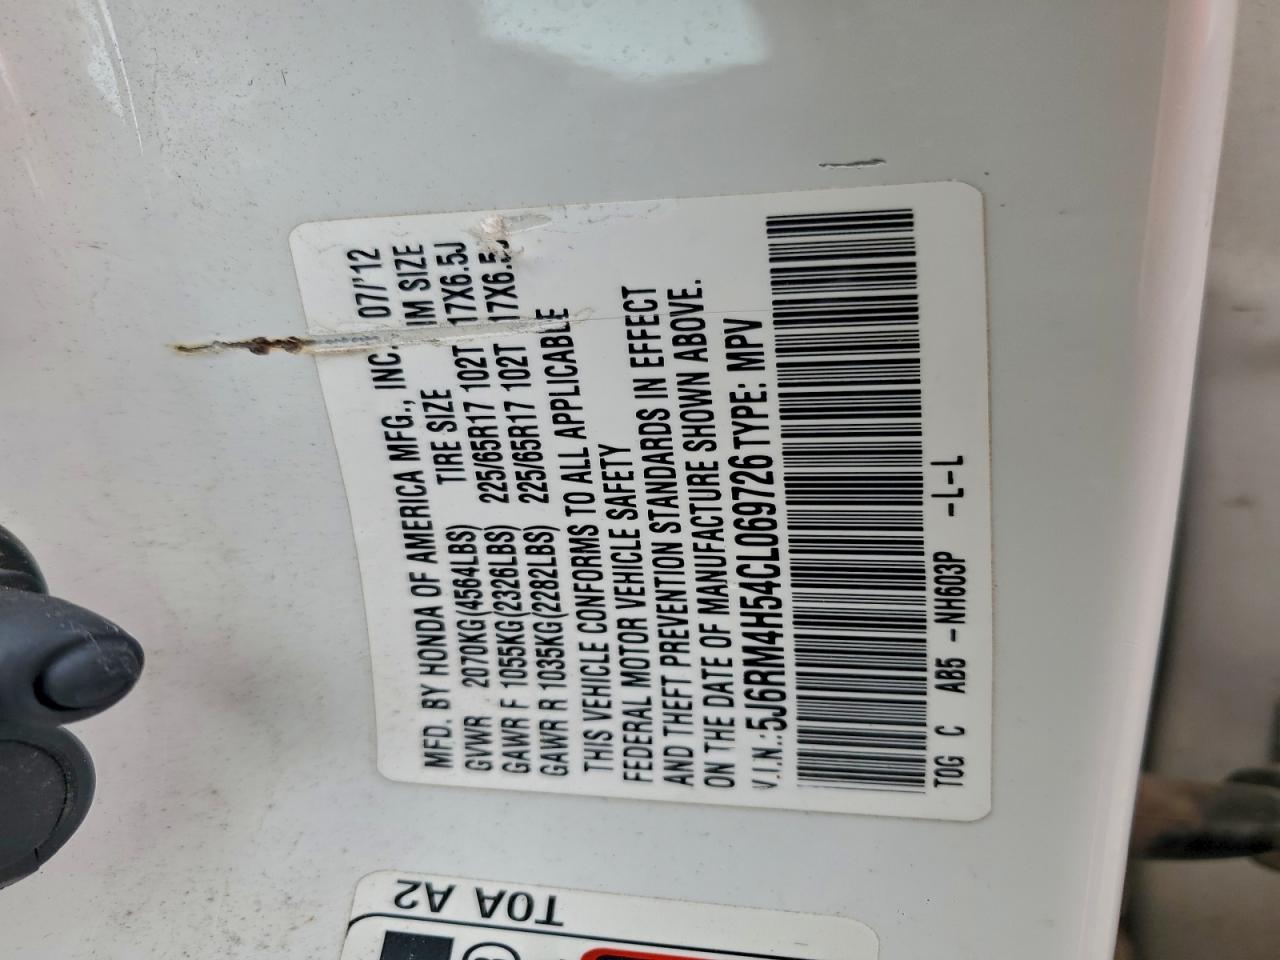 MFD. BY HONDA OF AMERICA MFG., INC. 07/'12
GVWR 2070KG(4564LBS) TIRE SIZE IM SIZE
GAWR F 1055KG(2326LBS) 225/65R17 102T 17X6.5J
GAWR R 1035KG(2282LBS) 225/65R17 102T 17X6.5J
THIS VEHICLE CONFORMS TO ALL APPLICABLE
FEDERAL MOTOR VEHICLE SAFETY
AND THEFT PREVENTION STANDARDS IN EFFECT
ON THE DATE OF MANUFACTURE SHOWN ABOVE.
V.I.N.:5J6RM4H54CL069726 TYPE: MPV
T0G C AB5 -NH603P -L-L
T0A A2